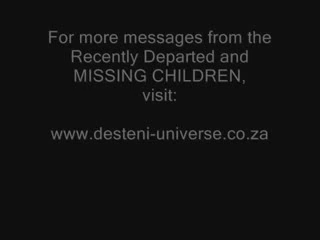 For more messages from the
Recently Departed and
MISSING CHILDREN,
visit:
www.desteni-universe.co.za